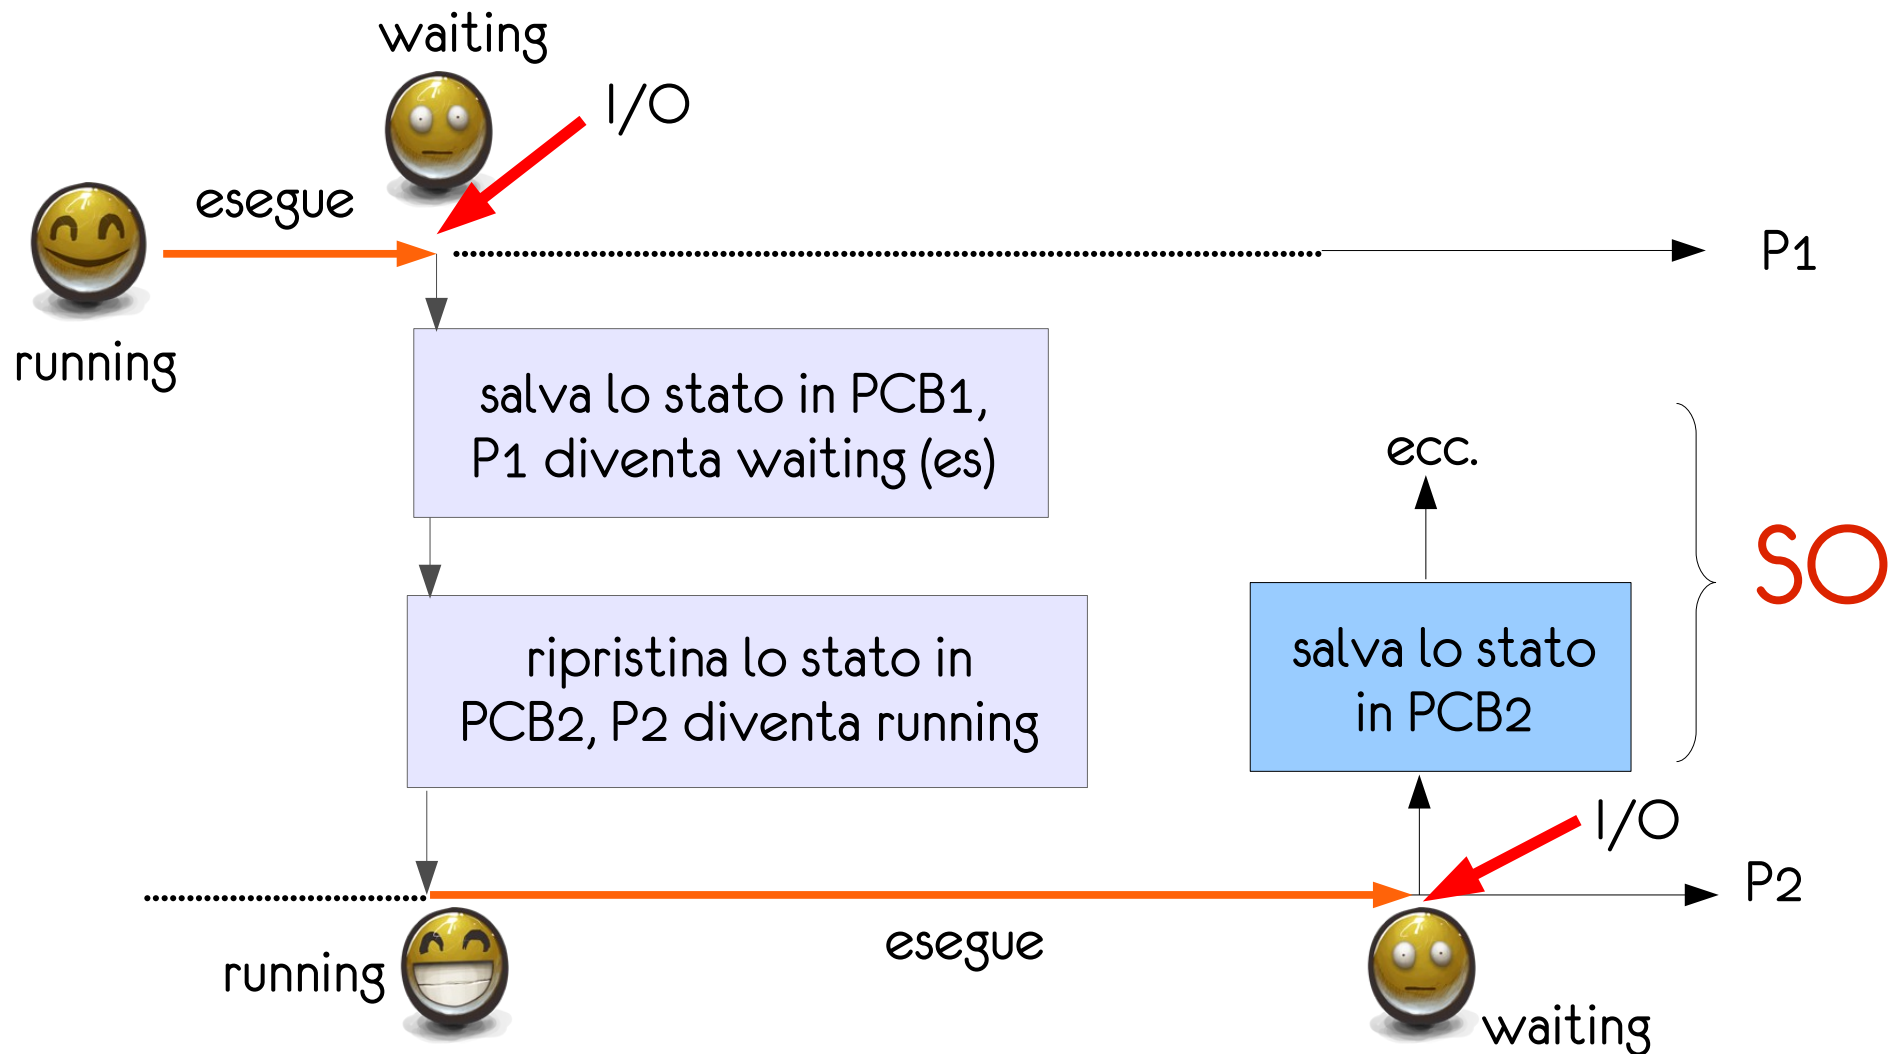 waiting
I/O
esegue
P1
running
salva lo stato in PCB1,
P1 diventa waiting (es)
ecc.
SO
ripristina lo stato in
PCB2, P2 diventa running
salva lo stato
in PCB2
I/O
P2
esegue
running
waiting